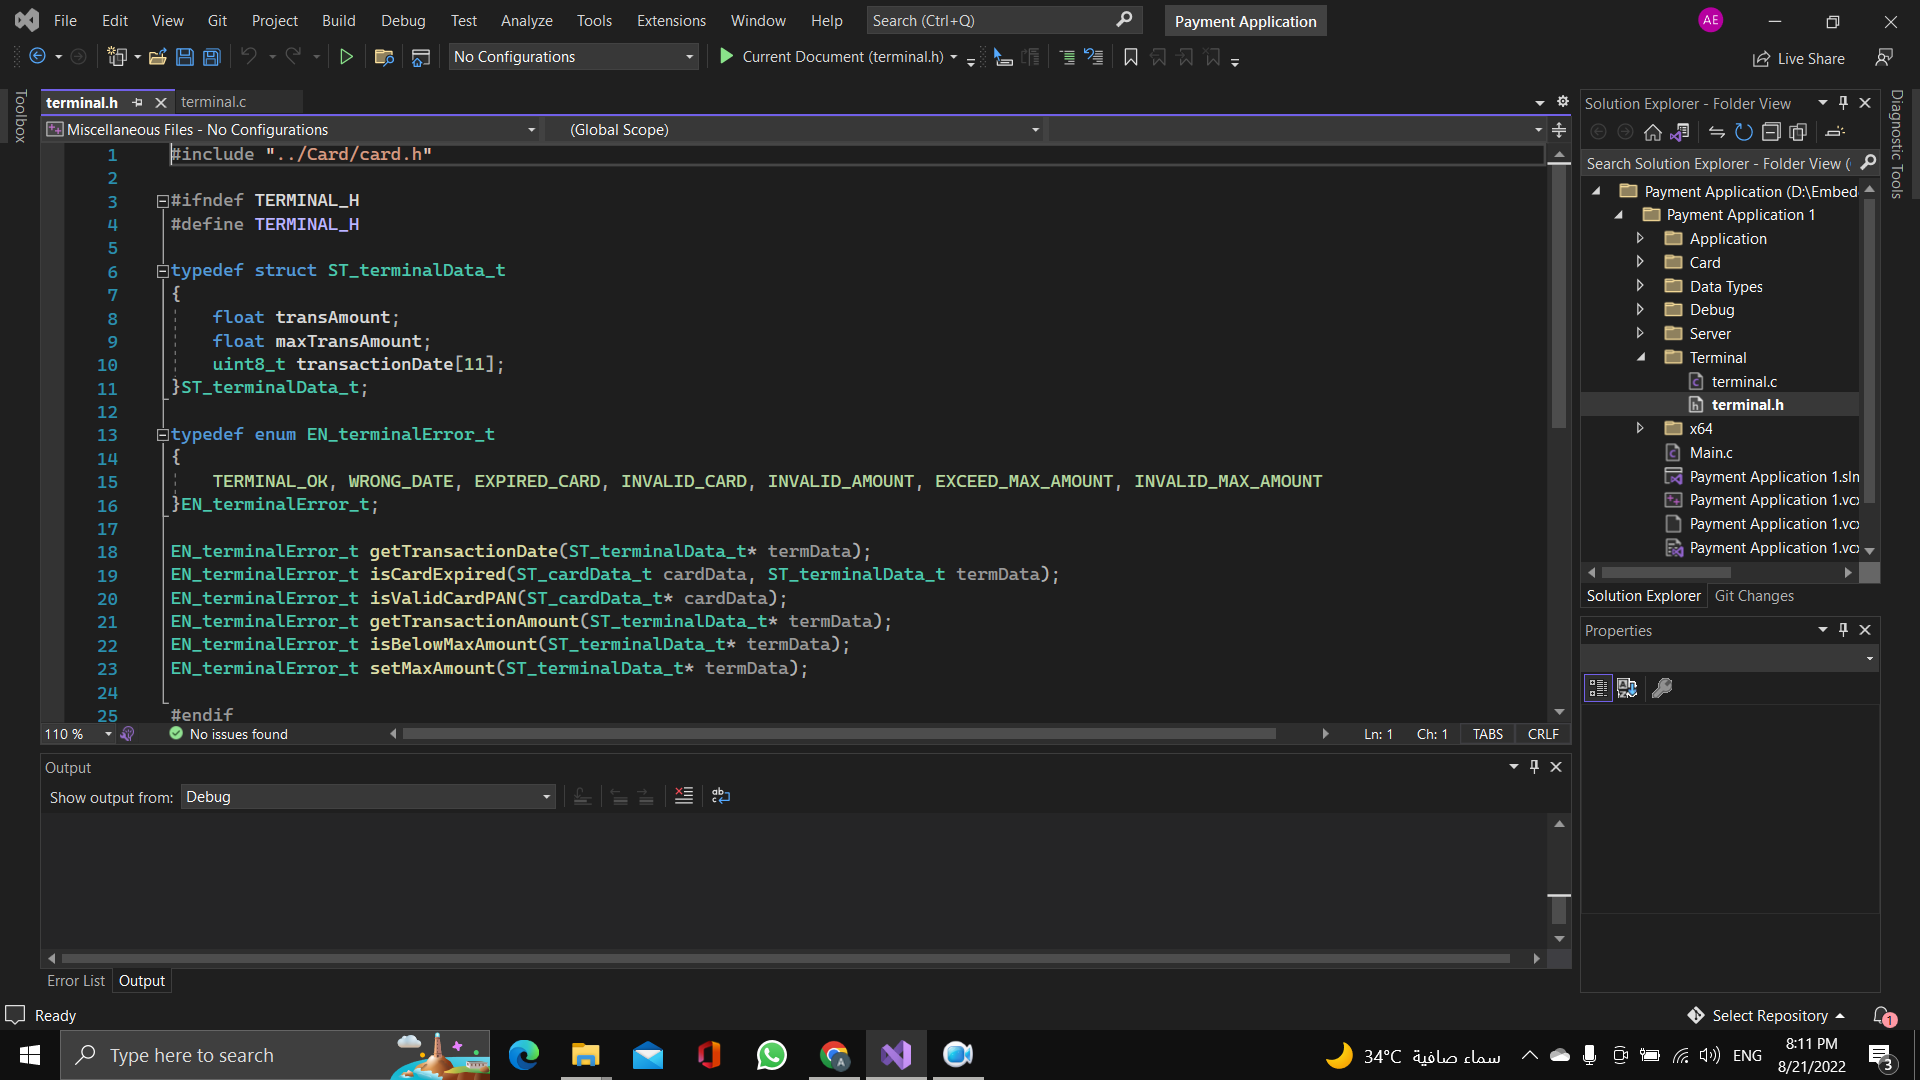 File Edit View Git Project Build Debug Test Analyze Tools Extensions Window Help Search (Ctrl+Q) Payment Application AE
No Configurations Current Document (terminal.h) Live Share
Toolbox
terminal.h terminal.c
Miscellaneous Files - No Configurations (Global Scope)
1 #include "../Card/card.h"
2
3 #ifndef TERMINAL_H
4 #define TERMINAL_H
5
6 typedef struct ST_terminalData_t
7 {
8 float transAmount;
9 float maxTransAmount;
10 uint8_t transactionDate[11];
11 }ST_terminalData_t;
12
13 typedef enum EN_terminalError_t
14 {
15 TERMINAL_OK, WRONG_DATE, EXPIRED_CARD, INVALID_CARD, INVALID_AMOUNT, EXCEED_MAX_AMOUNT, INVALID_MAX_AMOUNT
16 }EN_terminalError_t;
17
18 EN_terminalError_t getTransactionDate(ST_terminalData_t* termData);
19 EN_terminalError_t isCardExpired(ST_cardData_t cardData, ST_terminalData_t termData);
20 EN_terminalError_t isValidCardPAN(ST_cardData_t* cardData);
21 EN_terminalError_t getTransactionAmount(ST_terminalData_t* termData);
22 EN_terminalError_t isBelowMaxAmount(ST_terminalData_t* termData);
23 EN_terminalError_t setMaxAmount(ST_terminalData_t* termData);
24
25 #endif
110 % No issues found Ln: 1 Ch: 1 TABS CRLF
Output
Show output from: Debug
Error List Output
Solution Explorer - Folder View
Search Solution Explorer - Folder View (
Payment Application (D:\Embed
Payment Application 1
Application
Card
Data Types
Debug
Server
Terminal
terminal.c
terminal.h
x64
Main.c
Payment Application 1.sln
Payment Application 1.vcx
Payment Application 1.vcx
Payment Application 1.vcx
Solution Explorer Git Changes
Properties
Diagnostic Tools
Ready Select Repository 1
Type here to search
34°C سماء صافية ENG 8:11 PM
8/21/2022 3